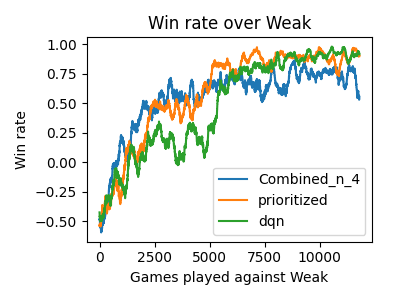 Win rate over Weak
1.00
0.75
0.50
0.25
0.00
−0.25
−0.50
Win rate
Combined_n_4
prioritized
dqn
0
2500
5000
7500
10000
Games played against Weak